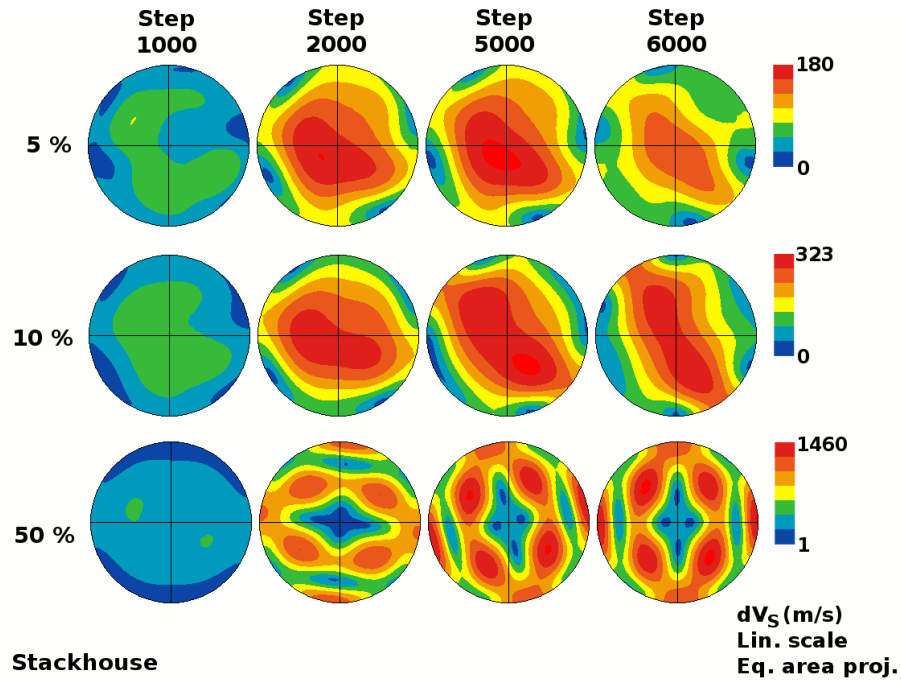 Step 1000
Step 2000
Step 5000
Step 6000
5 %
180
0
10 %
323
0
50 %
1460
1
dVS(m/s)
Lin. scale
Eq. area proj.
Stackhouse